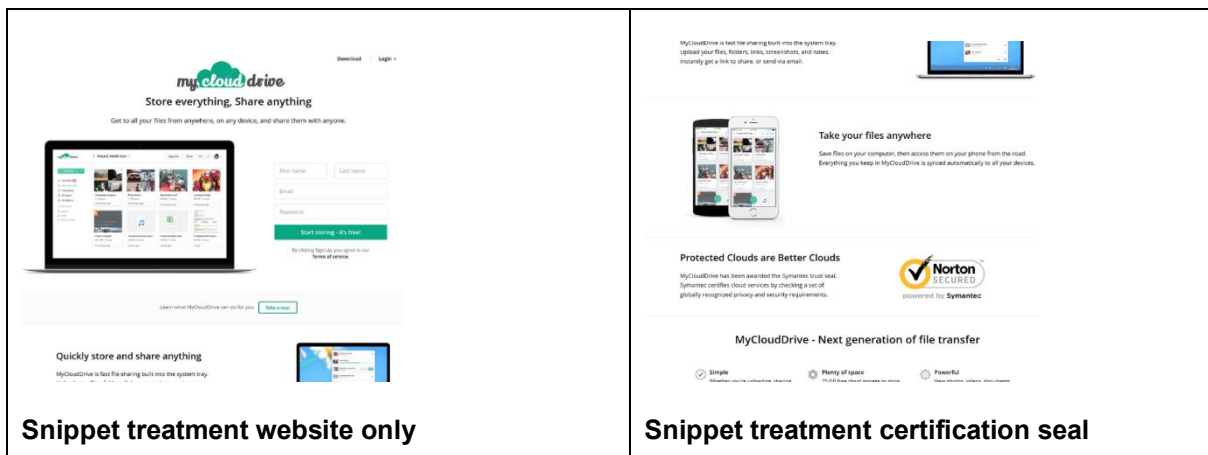 Download
Login
my cloud drive
Store everything, Share anything
Get to all your files from anywhere, on any device, and share them with anyone.
First name
Last name
Email
Password
Start storing - it's free!
By clicking Sign Up, you agree to our
Terms of service
Learn what MyCloudDrive can do for you
Take a tour
Quickly store and share anything
MyCloudDrive is fast file sharing built into the system tray.
Snippet treatment website only
MyCloudDrive is fast file sharing built into the system tray.
Upload your files, folders, links, screenshots, and notes.
Instantly get a link to share, or send via email.
Take your files anywhere
Save files on your computer, then access them on your phone from the road.
Everything you keep in MyCloudDrive is synced automatically to all your devices.
Protected Clouds are Better Clouds
MyCloudDrive has been awarded the Symantec trust seal.
Symantec certifies cloud services by checking a set of
globally recognized privacy and security requirements.
Norton
SECURED
powered by Symantec
MyCloudDrive - Next generation of file transfer
Simple
Plenty of space
Powerful
Snippet treatment certification seal